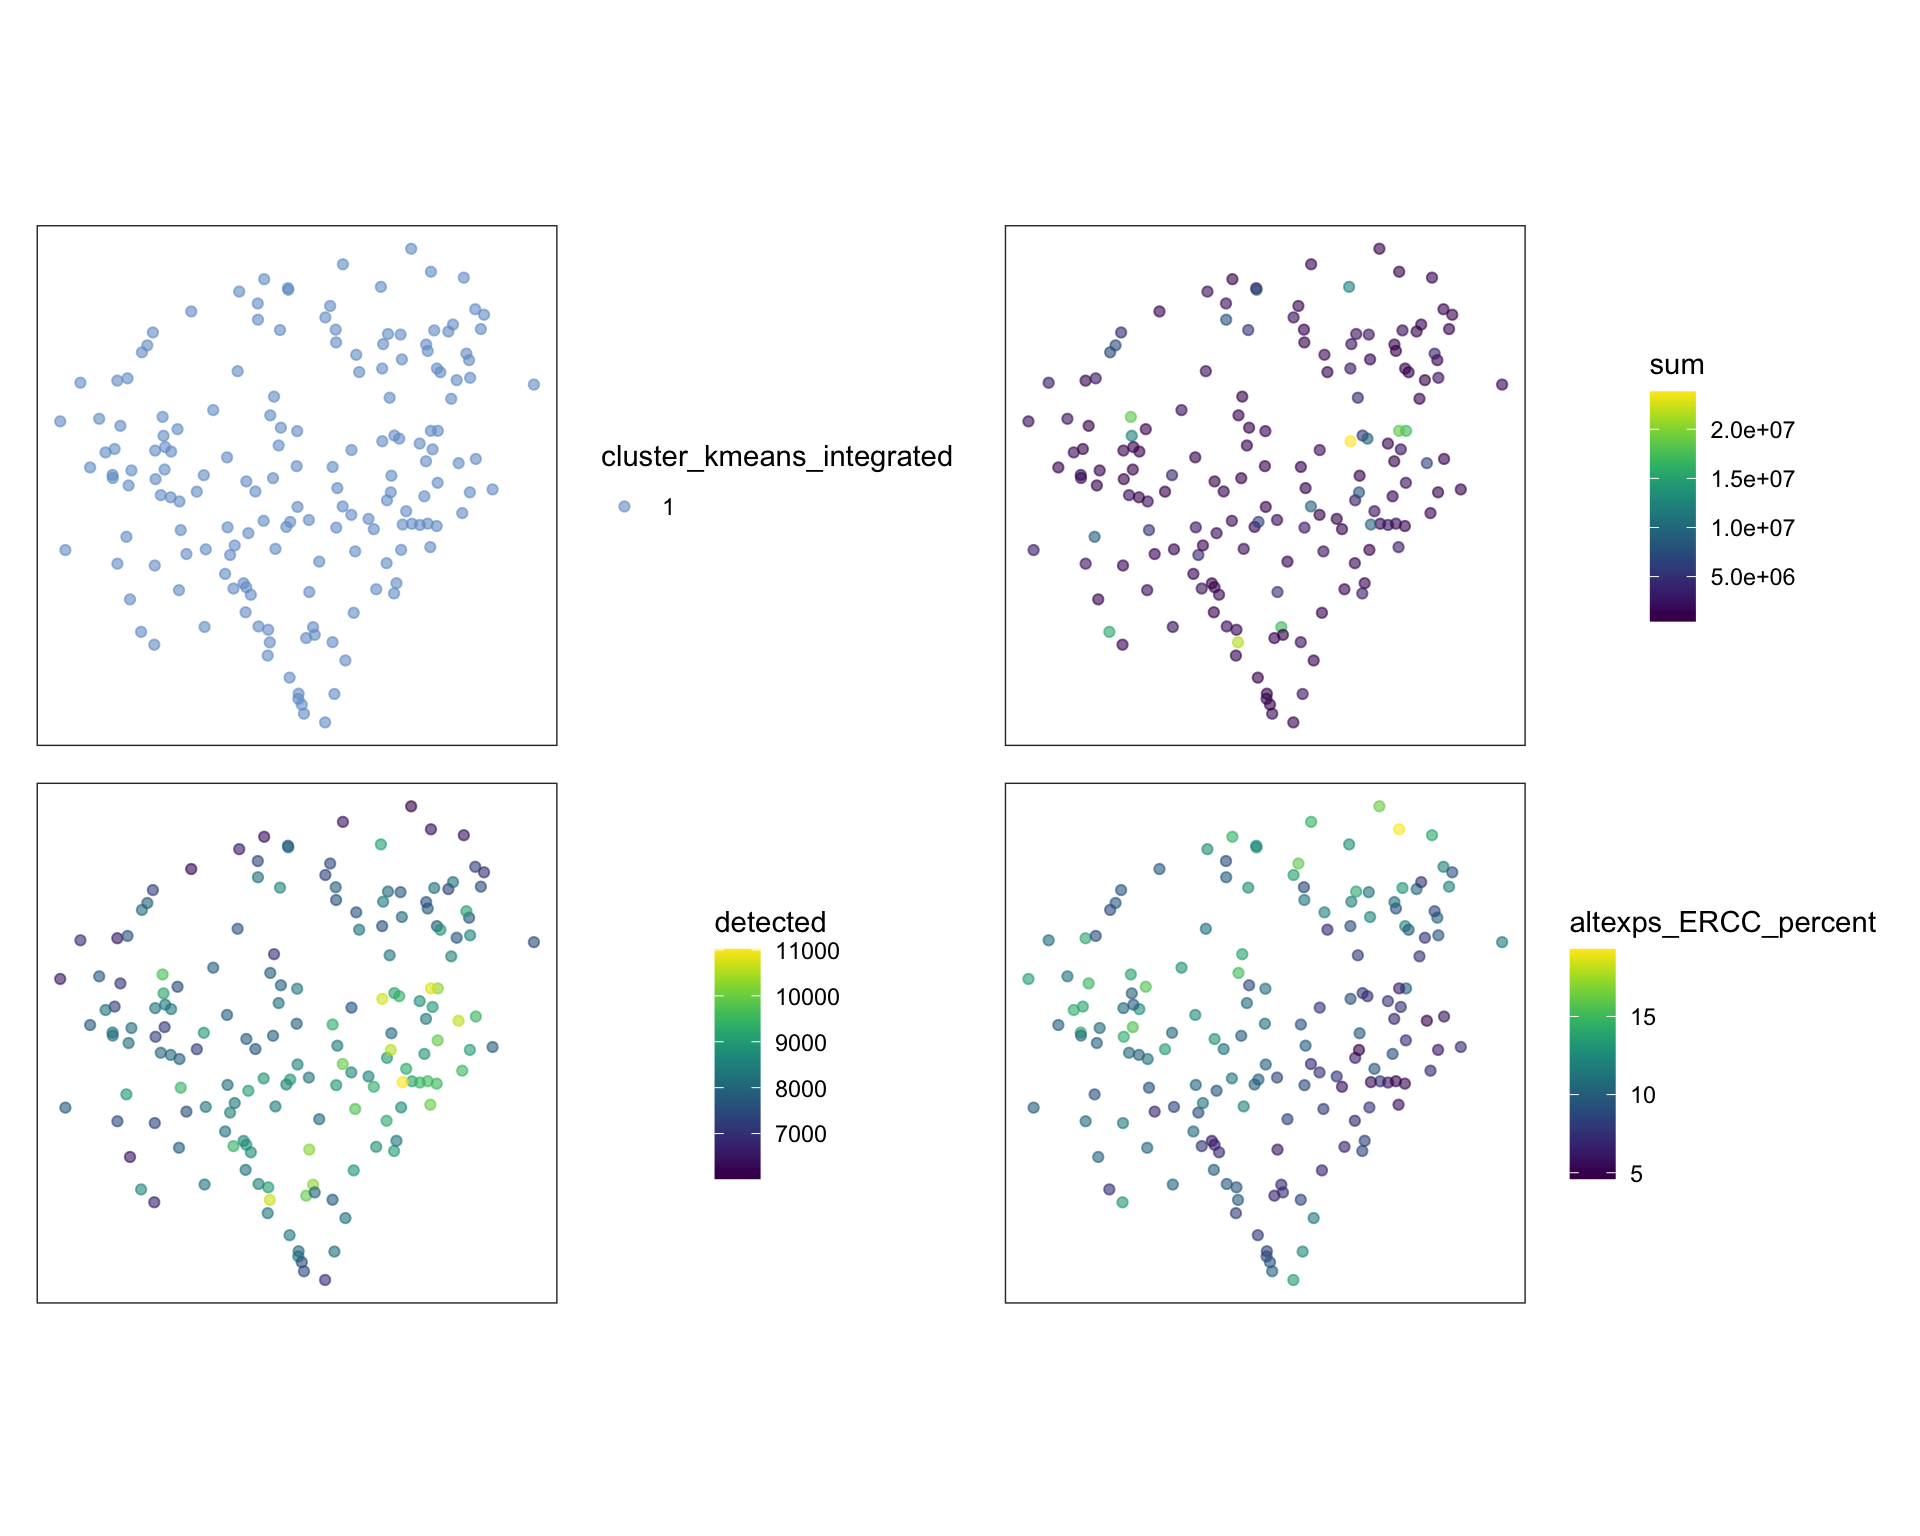 cluster_kmeans_integrated
1
sum
2.0e+07
1.5e+07
1.0e+07
5.0e+06
detected
11000
10000
9000
8000
7000
altexps_ERCC_percent
15
10
5